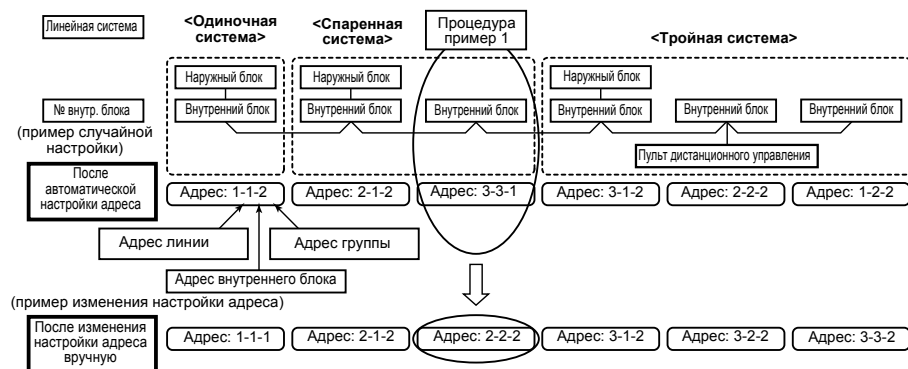 Линейная система
<Одиночная
система>
<Спаренная
система>
Процедура
пример 1
<Тройная система>
Наружный блок
Наружный блок
Наружный блок
№ внутр. блока
Внутренний блок
Внутренний блок
Внутренний блок
Внутренний блок
Внутренний блок
Внутренний блок
(пример случайной
настройки)
Пульт дистанционного управления
После
автоматической
настройки адреса
Адрес: 1-1-2
Адрес: 2-1-2
Адрес: 3-3-1
Адрес: 3-1-2
Адрес: 2-2-2
Адрес: 1-2-2
Адрес линии
Адрес группы
Адрес внутреннего блока
(пример изменения настройки адреса)
После изменения
настройки адреса
вручную
Адрес: 1-1-1
Адрес: 2-1-2
Адрес: 2-2-2
Адрес: 3-1-2
Адрес: 3-2-2
Адрес: 3-3-2